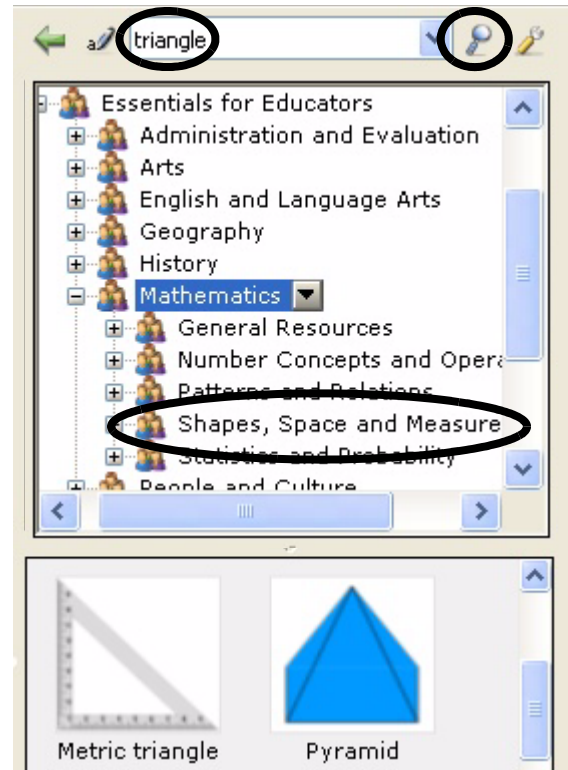 triangle
Essentials for Educators
Administration and Evaluation
Arts
English and Language Arts
Geography
History
Mathematics
General Resources
Number Concepts and Opera
Patterns and Relations
Shapes, Space and Measure
Statistics and Probability
People and Culture
Metric triangle Pyramid